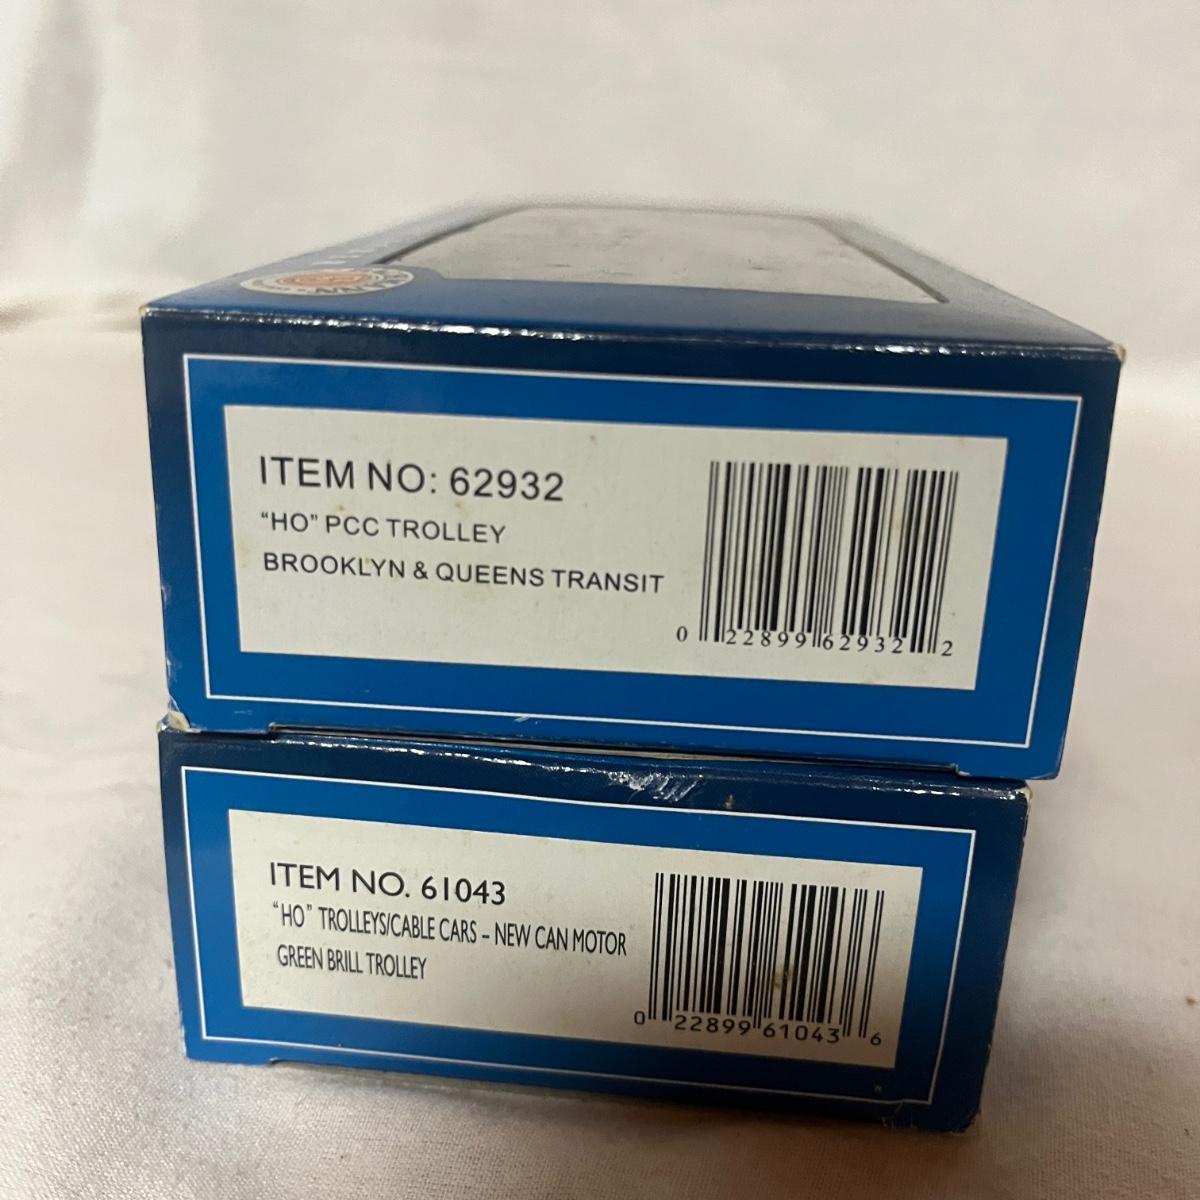 ITEM NO: 62932
“HO” PCC TROLLEY
BROOKLYN & QUEENS TRANSIT
0 22899 62932 2
ITEM NO. 61043
“HO” TROLLEYS/CABLE CARS – NEW CAN MOTOR
GREEN BRILL TROLLEY
0 22899 61043 6